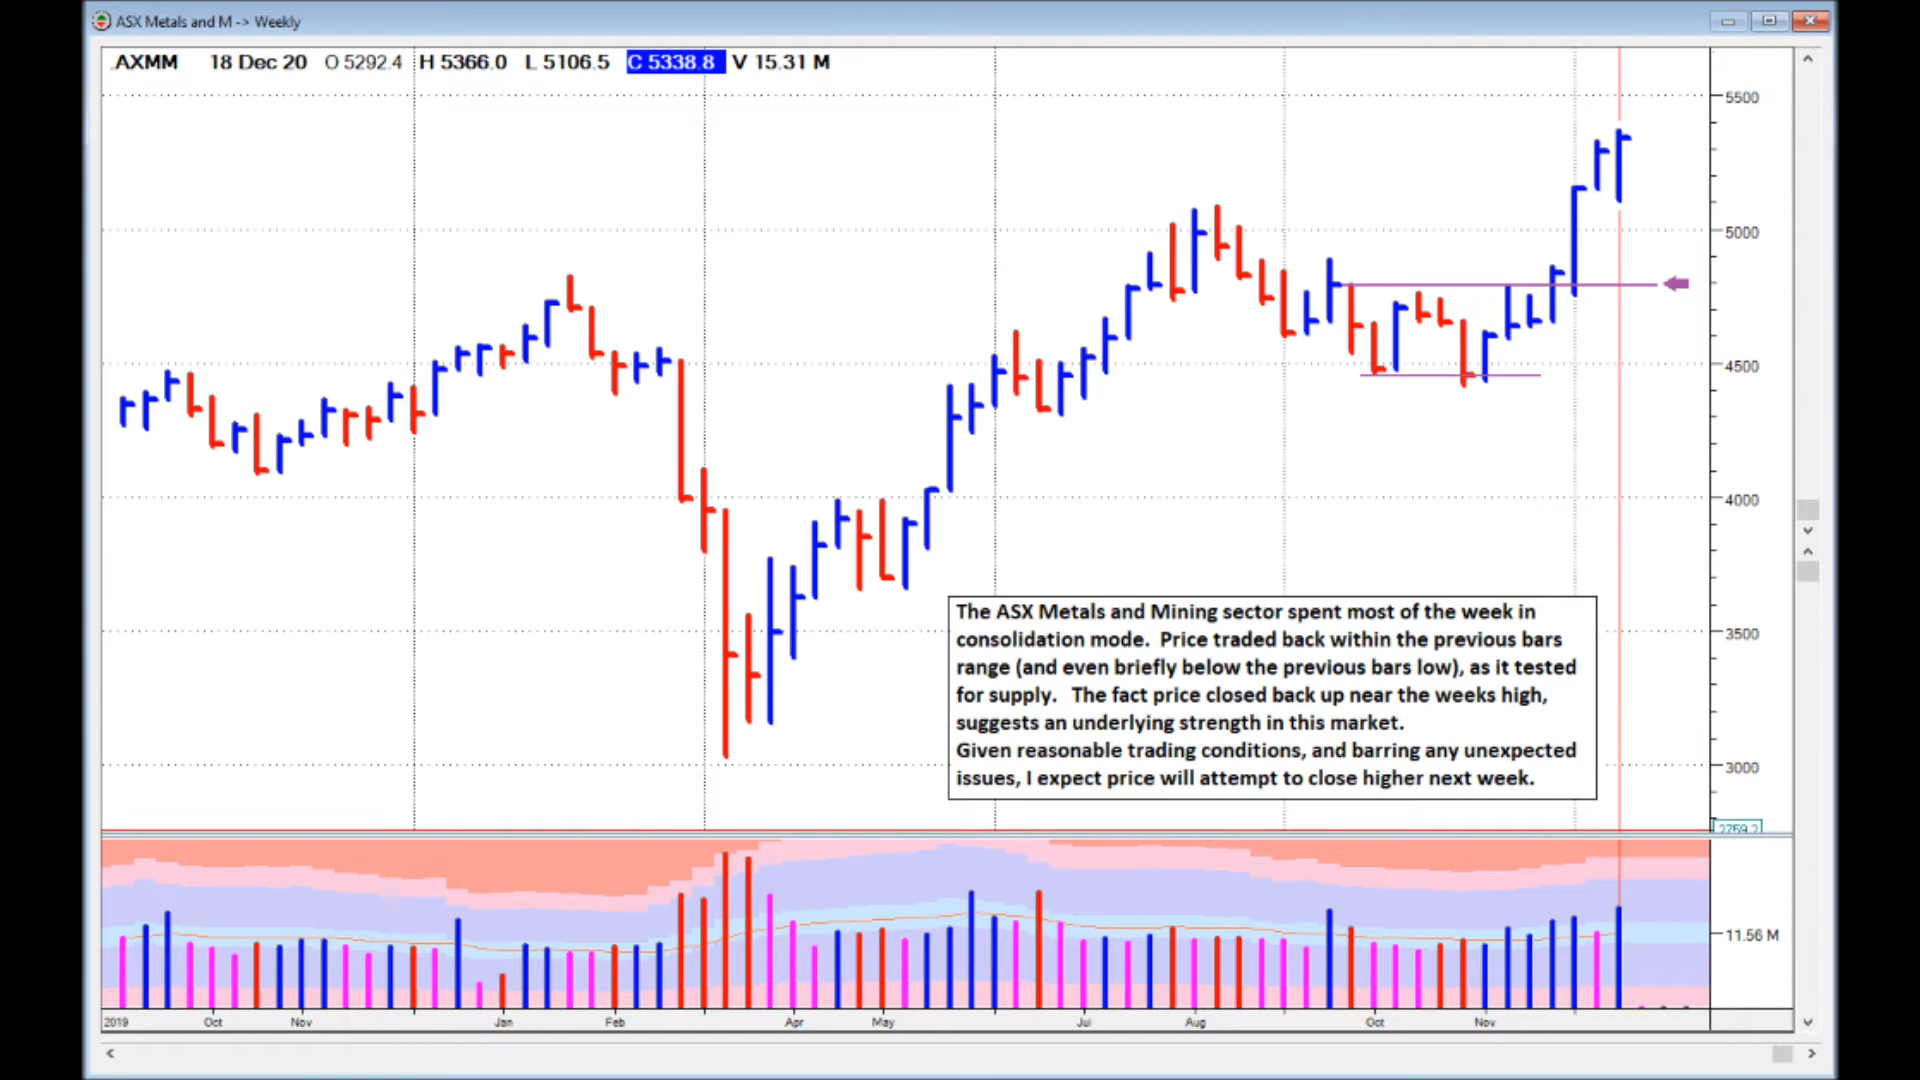 ASX Metals and M -> Weekly
.AXMM 18 Dec 20 O 5292.4 H 5366.0 L 5106.5 C 5338.8 V 15.31 M
5500
5000
4500
4000
3500
3000
2759.2
The ASX Metals and Mining sector spent most of the week in
consolidation mode. Price traded back within the previous bars
range (and even briefly below the previous bars low), as it tested
for supply. The fact price closed back up near the weeks high,
suggests an underlying strength in this market.
Given reasonable trading conditions, and barring any unexpected
issues, I expect price will attempt to close higher next week.
11.56 M
2019 Oct Nov Jan Feb Apr May Jul Aug Oct Nov